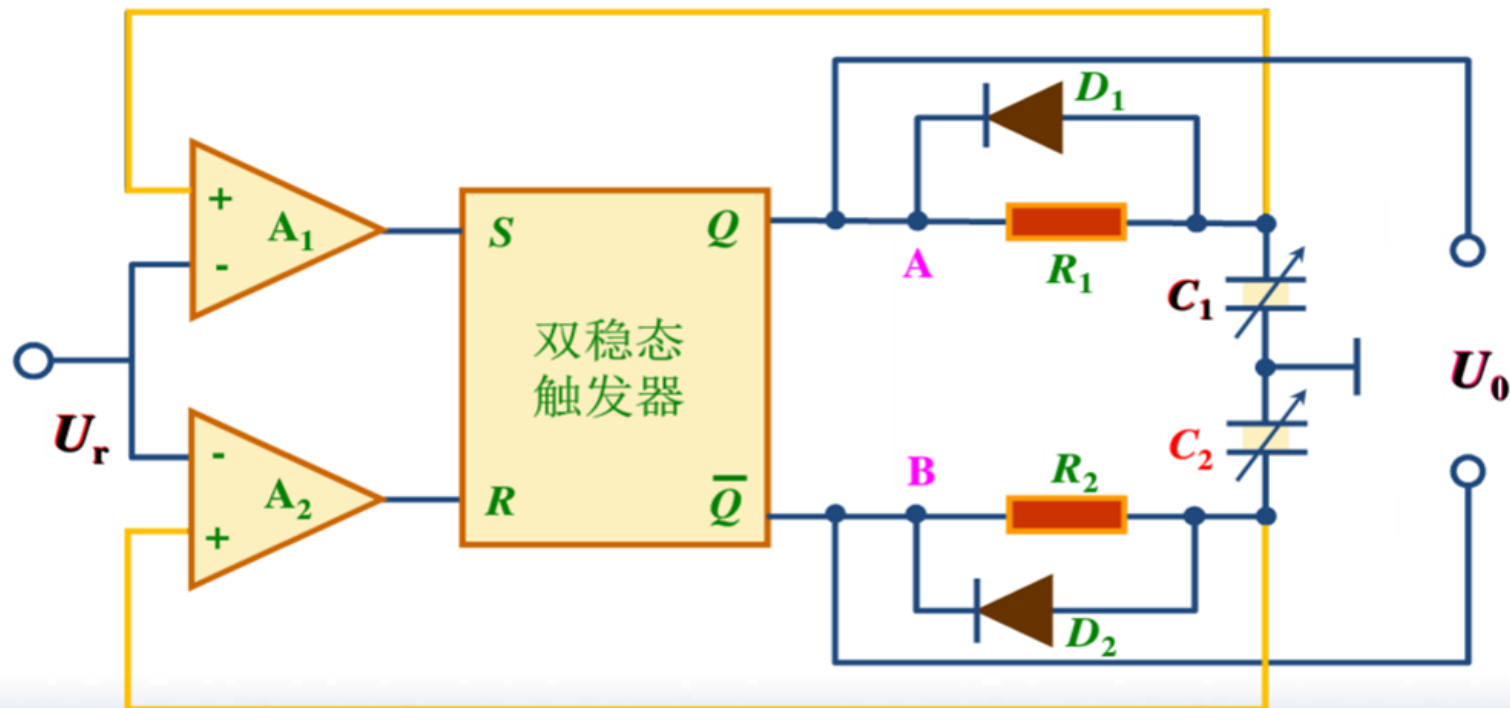 D₁
+
A₁
-
S
Q
A
R₁
C₁
双稳态
触发器
U₀
Uᵣ
-
A₂
+
R
Q̅
B
R₂
C₂
D₂